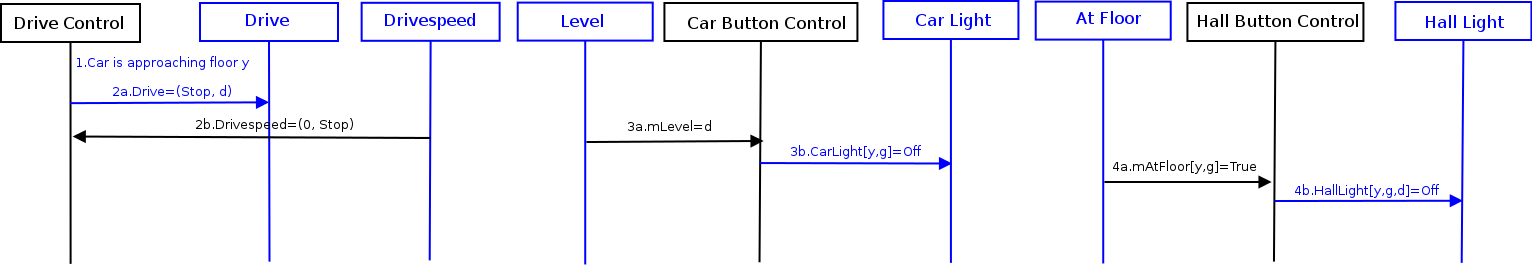 Drive Control
Drive
Drivespeed
Level
Car Button Control
Car Light
At Floor
Hall Button Control
Hall Light
1.Car is approaching floor y
2a.Drive=(Stop, d)
2b.Drivespeed=(0, Stop)
3a.mLevel=d
3b.CarLight[y,g]=Off
4a.mAtFloor[y,g]=True
4b.HallLight[y,g,d]=Off